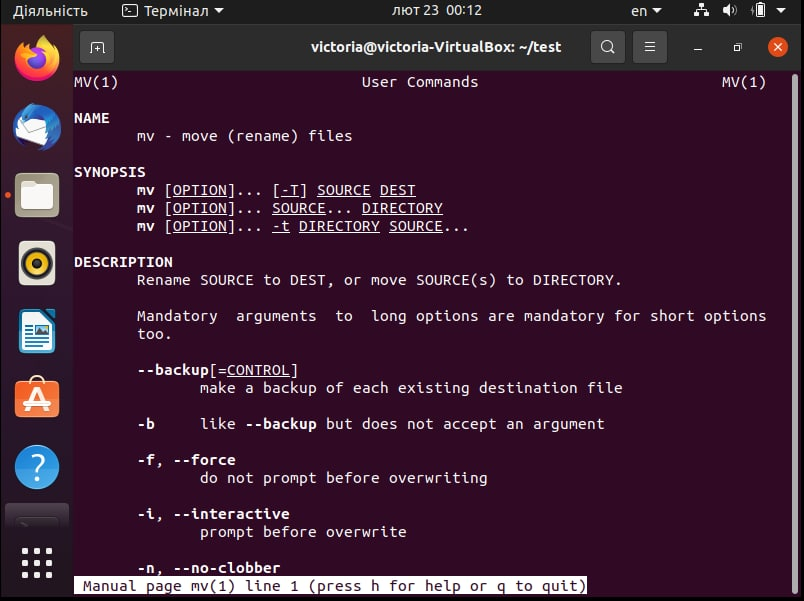 Діяльність Термінал лют 23 00:12 en
victoria@victoria-VirtualBox: ~/test
MV(1) User Commands MV(1)
NAME
mv - move (rename) files
SYNOPSIS
mv [OPTION]... [-T] SOURCE DEST
mv [OPTION]... SOURCE... DIRECTORY
mv [OPTION]... -t DIRECTORY SOURCE...
DESCRIPTION
Rename SOURCE to DEST, or move SOURCE(s) to DIRECTORY.
Mandatory arguments to long options are mandatory for short options
too.
--backup[=CONTROL]
make a backup of each existing destination file
-b like --backup but does not accept an argument
-f, --force
do not prompt before overwriting
-i, --interactive
prompt before overwrite
-n, --no-clobber
Manual page mv(1) line 1 (press h for help or q to quit)